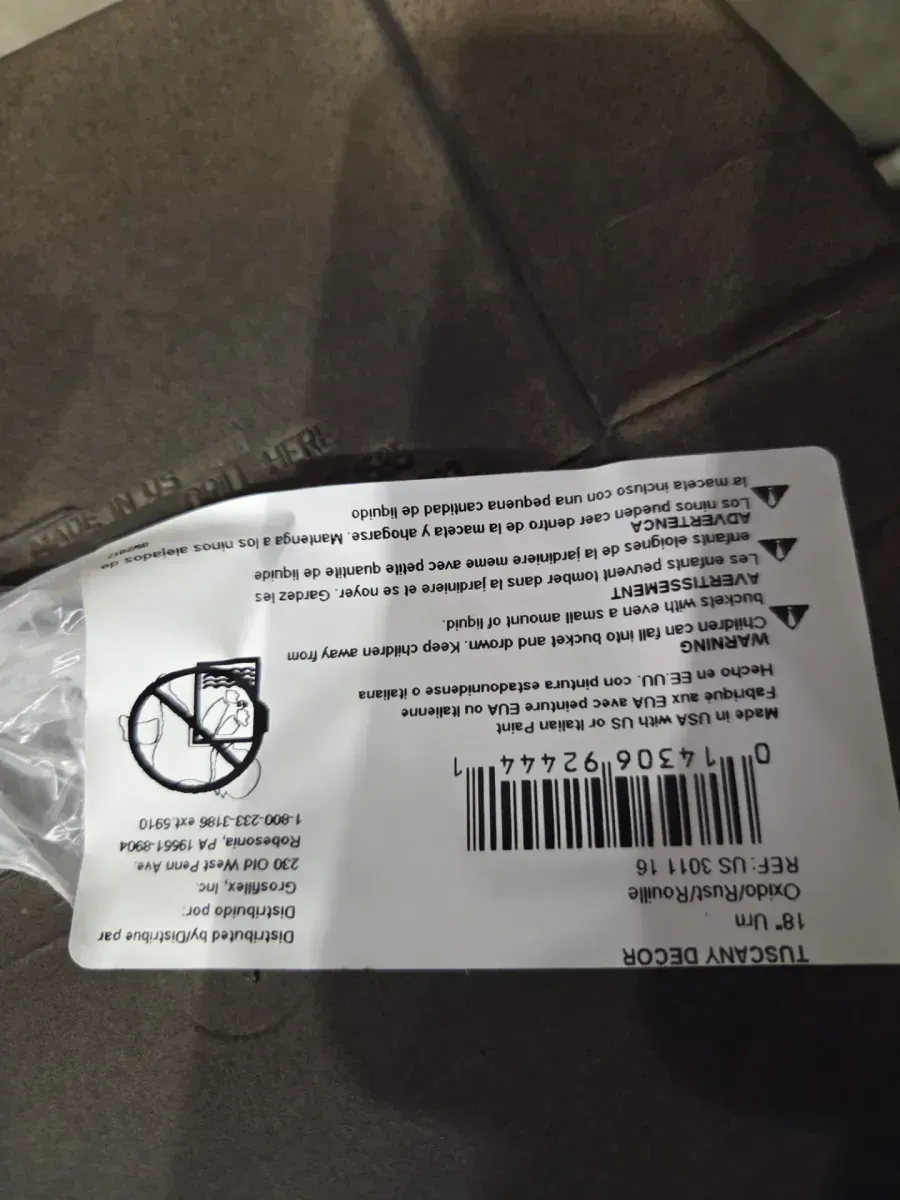 TUSCANY DECOR
18" Urn
Oxido/Rust/Rouille
REF: US 3011 16
0 14306 92444 1
Made in USA with US or Italian Paint
Fabriqué aux EUA avec peinture EUA ou Italienne
Hecho en EE.UU. con pintura estadounidense o italiana
WARNING
Children can fall into bucket and drown. Keep children away from
buckets with even a small amount of liquid.
AVERTISSEMENT
Les enfants peuvent tomber dans la jardiniere et se noyer. Gardez les
enfants eloignes de la jardiniere meme avec petite quantite de liquide
ADVERTENCA
Los ninos pueden caer dentro de la maceta y ahogarse. Mantenga a los ninos alejados de
la maceta incluso con una pequena cantidad de liquido
Distributed by/Distribue par
Distribuido por:
Grosfillex, Inc.
230 Old West Penn Ave.
Robesonia, PA 19551-8904
1-800-233-3186 ext.5910
MADE IN US
DRILL HERE